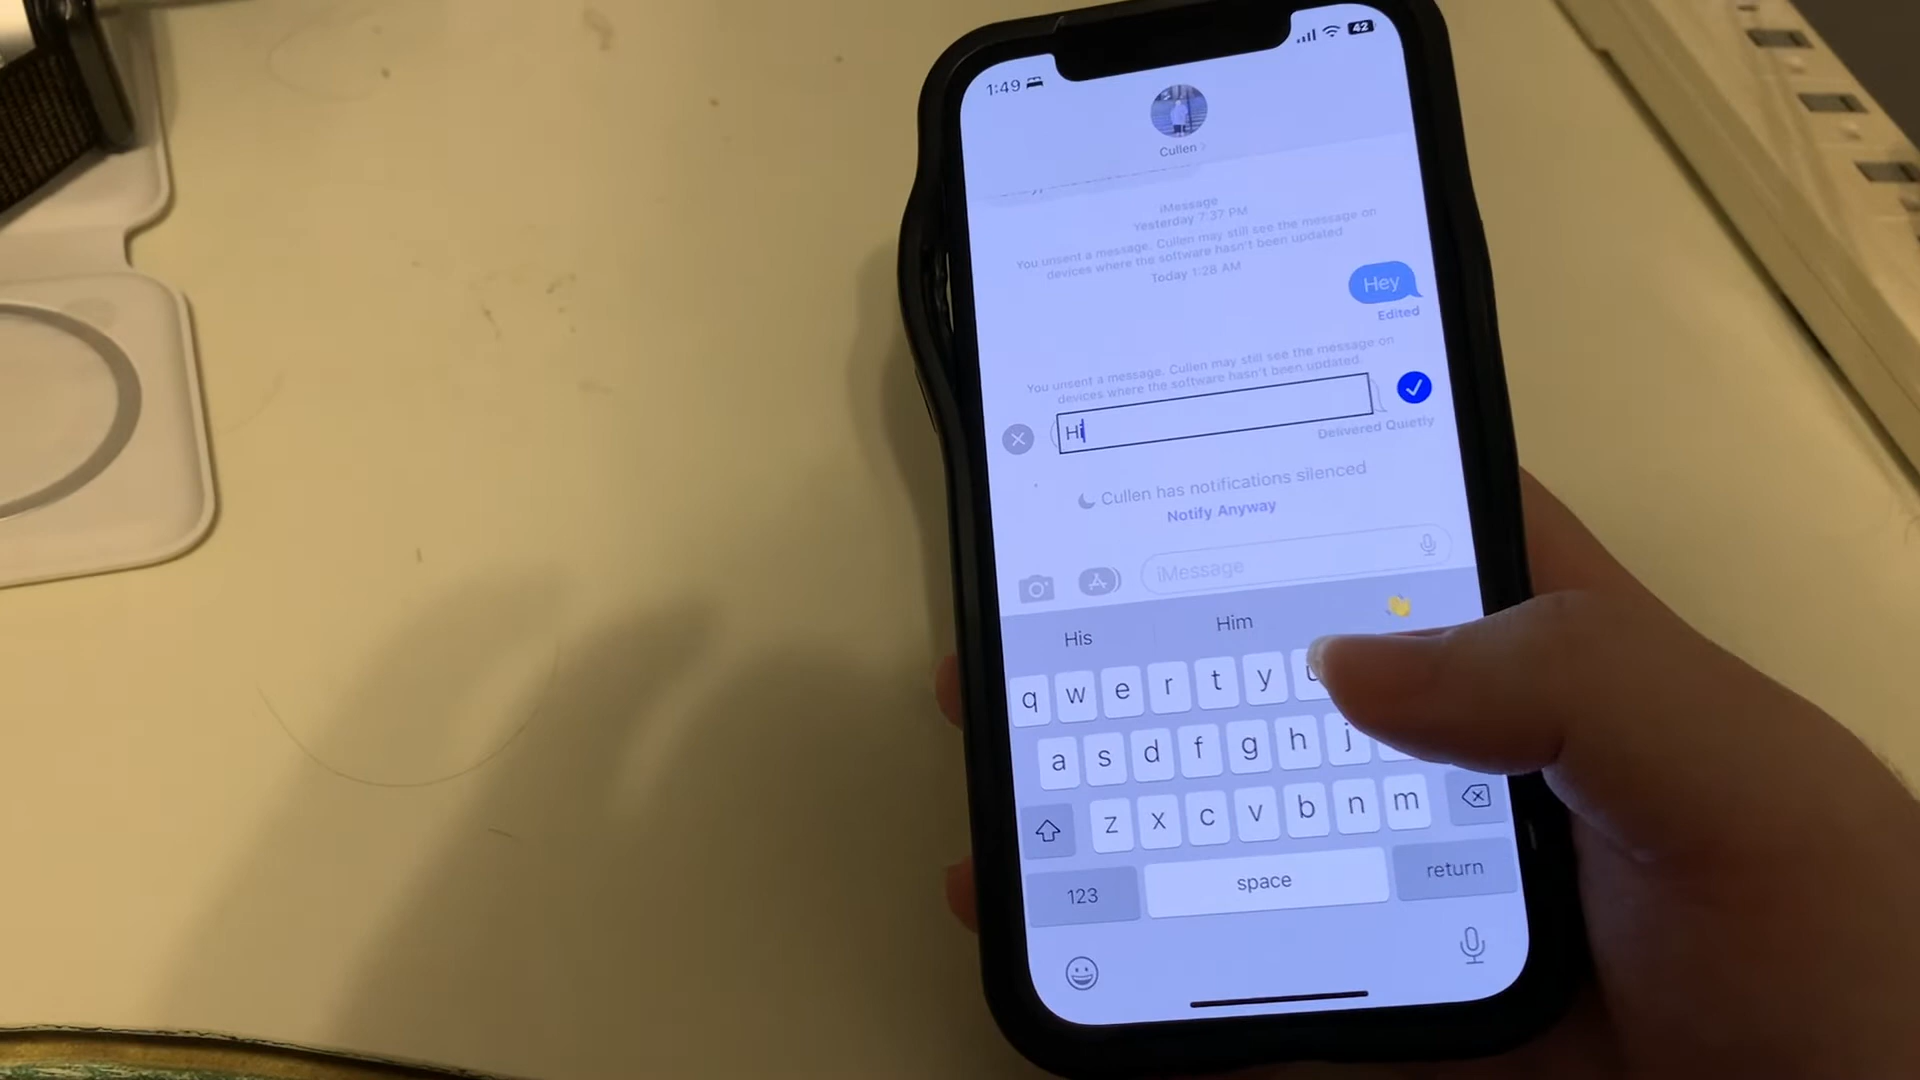 1:49
42
Cullen
iMessage
Yesterday 7:37 PM
You unsent a message. Cullen may still see the message on
devices where the software hasn't been updated
Today 1:28 AM
Hey
Edited
You unsent a message. Cullen may still see the message on
devices where the software hasn't been updated.
Hi
Delivered Quietly
Cullen has notifications silenced
Notify Anyway
iMessage
His Him 👋
q w e r t y u
a s d f g h j
z x c v b n m
123 space return